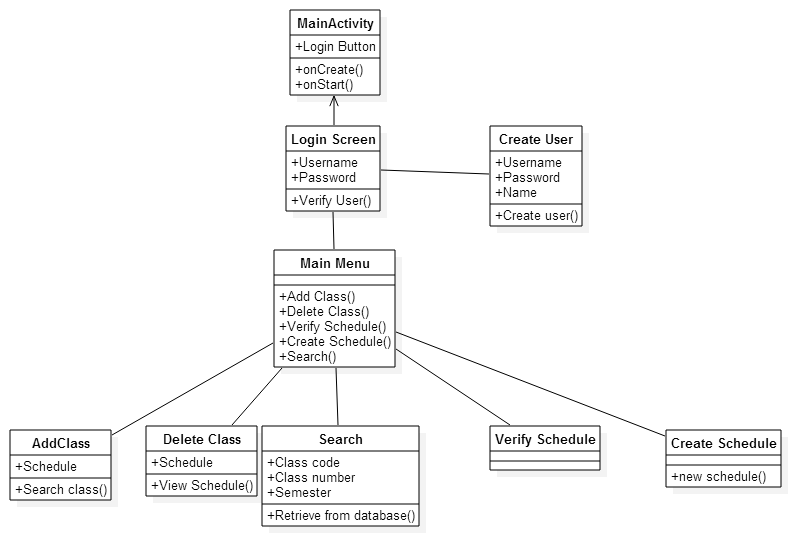 MainActivity
+Login Button
+onCreate()
+onStart()
Login Screen
+Username
+Password
+Verify User()
Create User
+Username
+Password
+Name
+Create user()
Main Menu
+Add Class()
+Delete Class()
+Verify Schedule()
+Create Schedule()
+Search()
AddClass
+Schedule
+Search class()
Delete Class
+Schedule
+View Schedule()
Search
+Class code
+Class number
+Semester
+Retrieve from database()
Verify Schedule
Create Schedule
+new schedule()